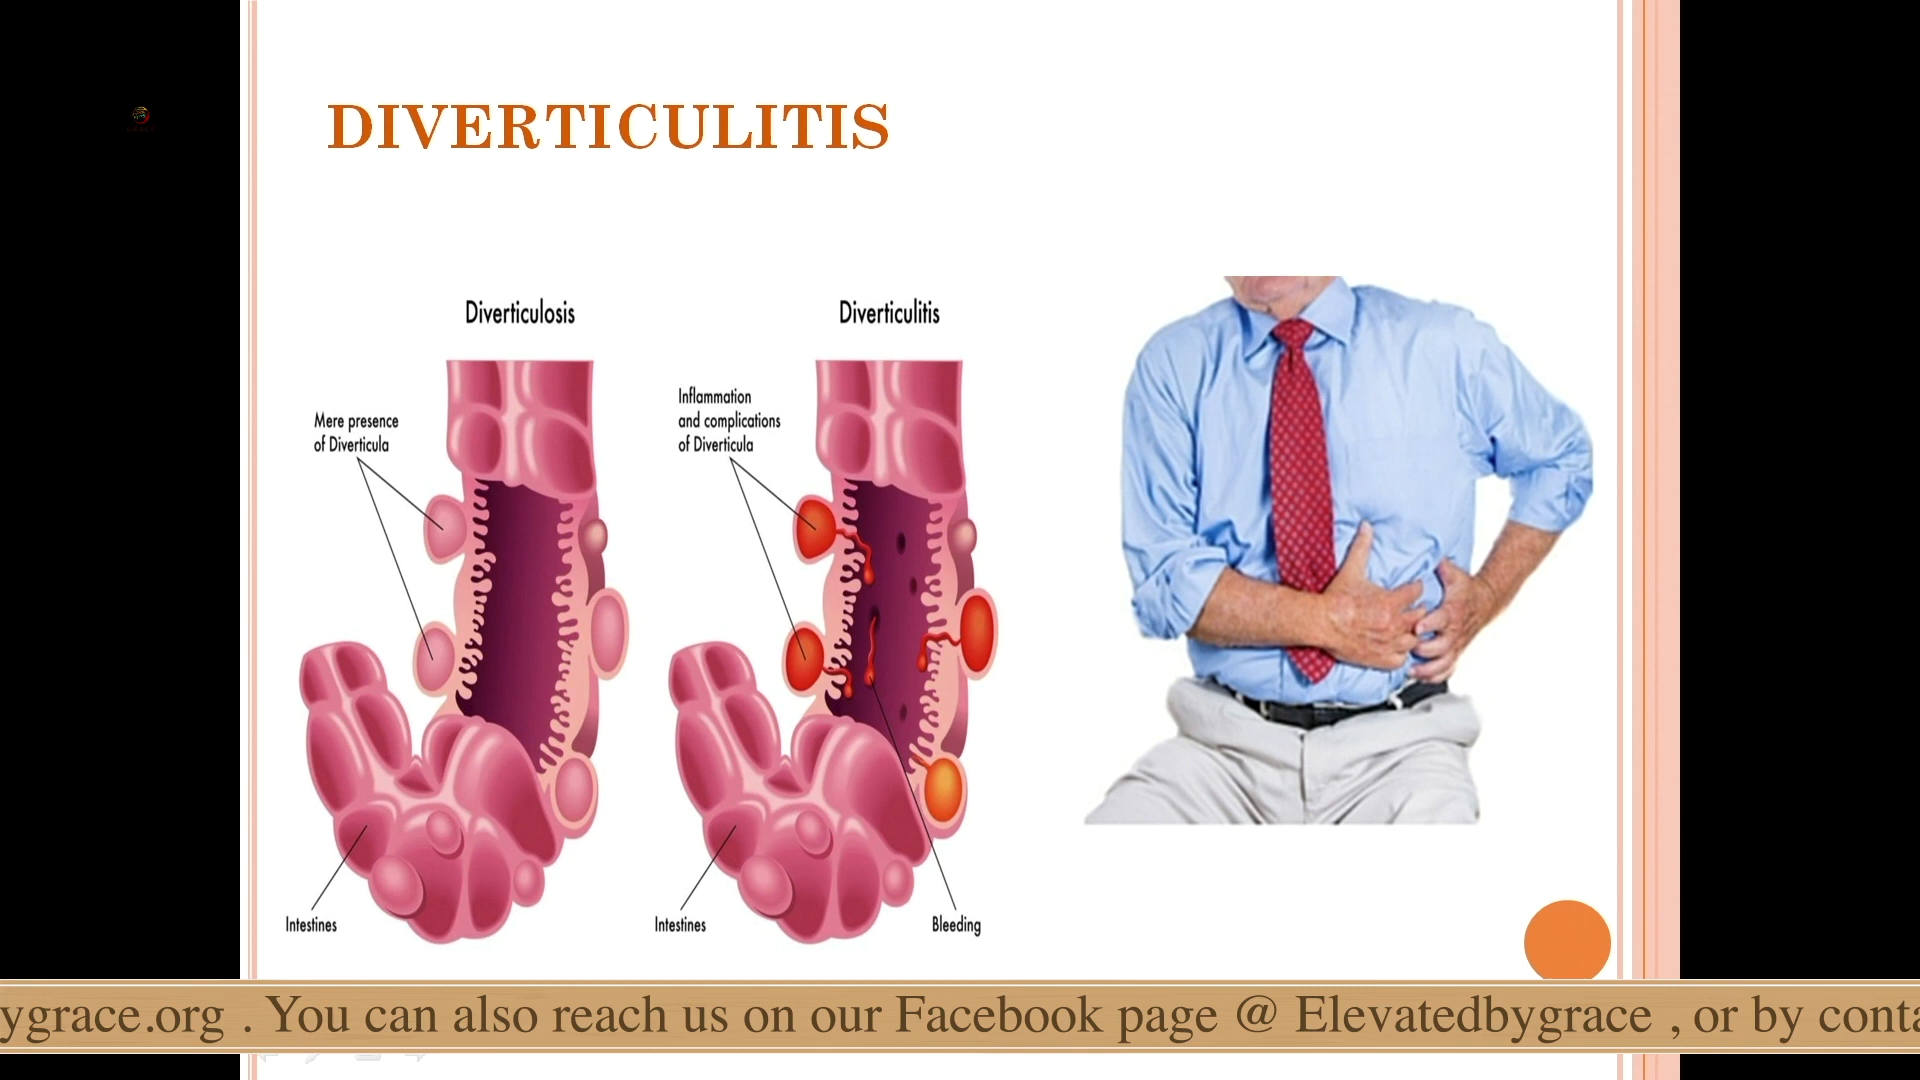 DIVERTICULITIS
Diverticulosis
Mere presence
of Diverticula
Intestines
Diverticulitis
Inflammation
and complications
of Diverticula
Intestines
Bleeding
ygrace.org . You can also reach us on our Facebook page @ Elevatedbygrace , or by conta